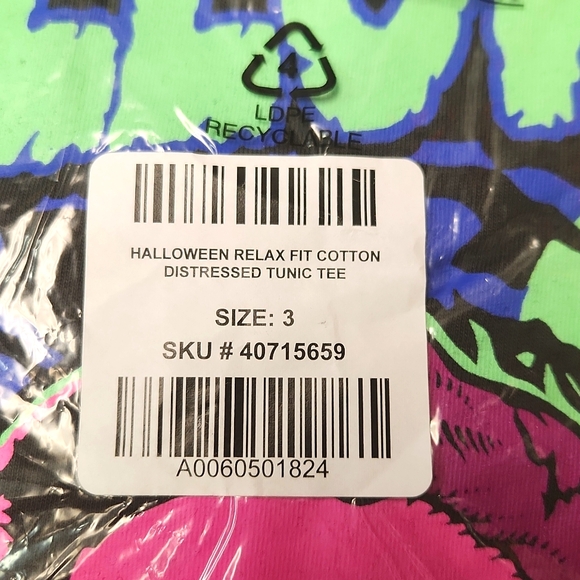 4
LDPE
RECYCLABLE
HALLOWEEN RELAX FIT COTTON
DISTRESSED TUNIC TEE
SIZE: 3
SKU # 40715659
A0060501824